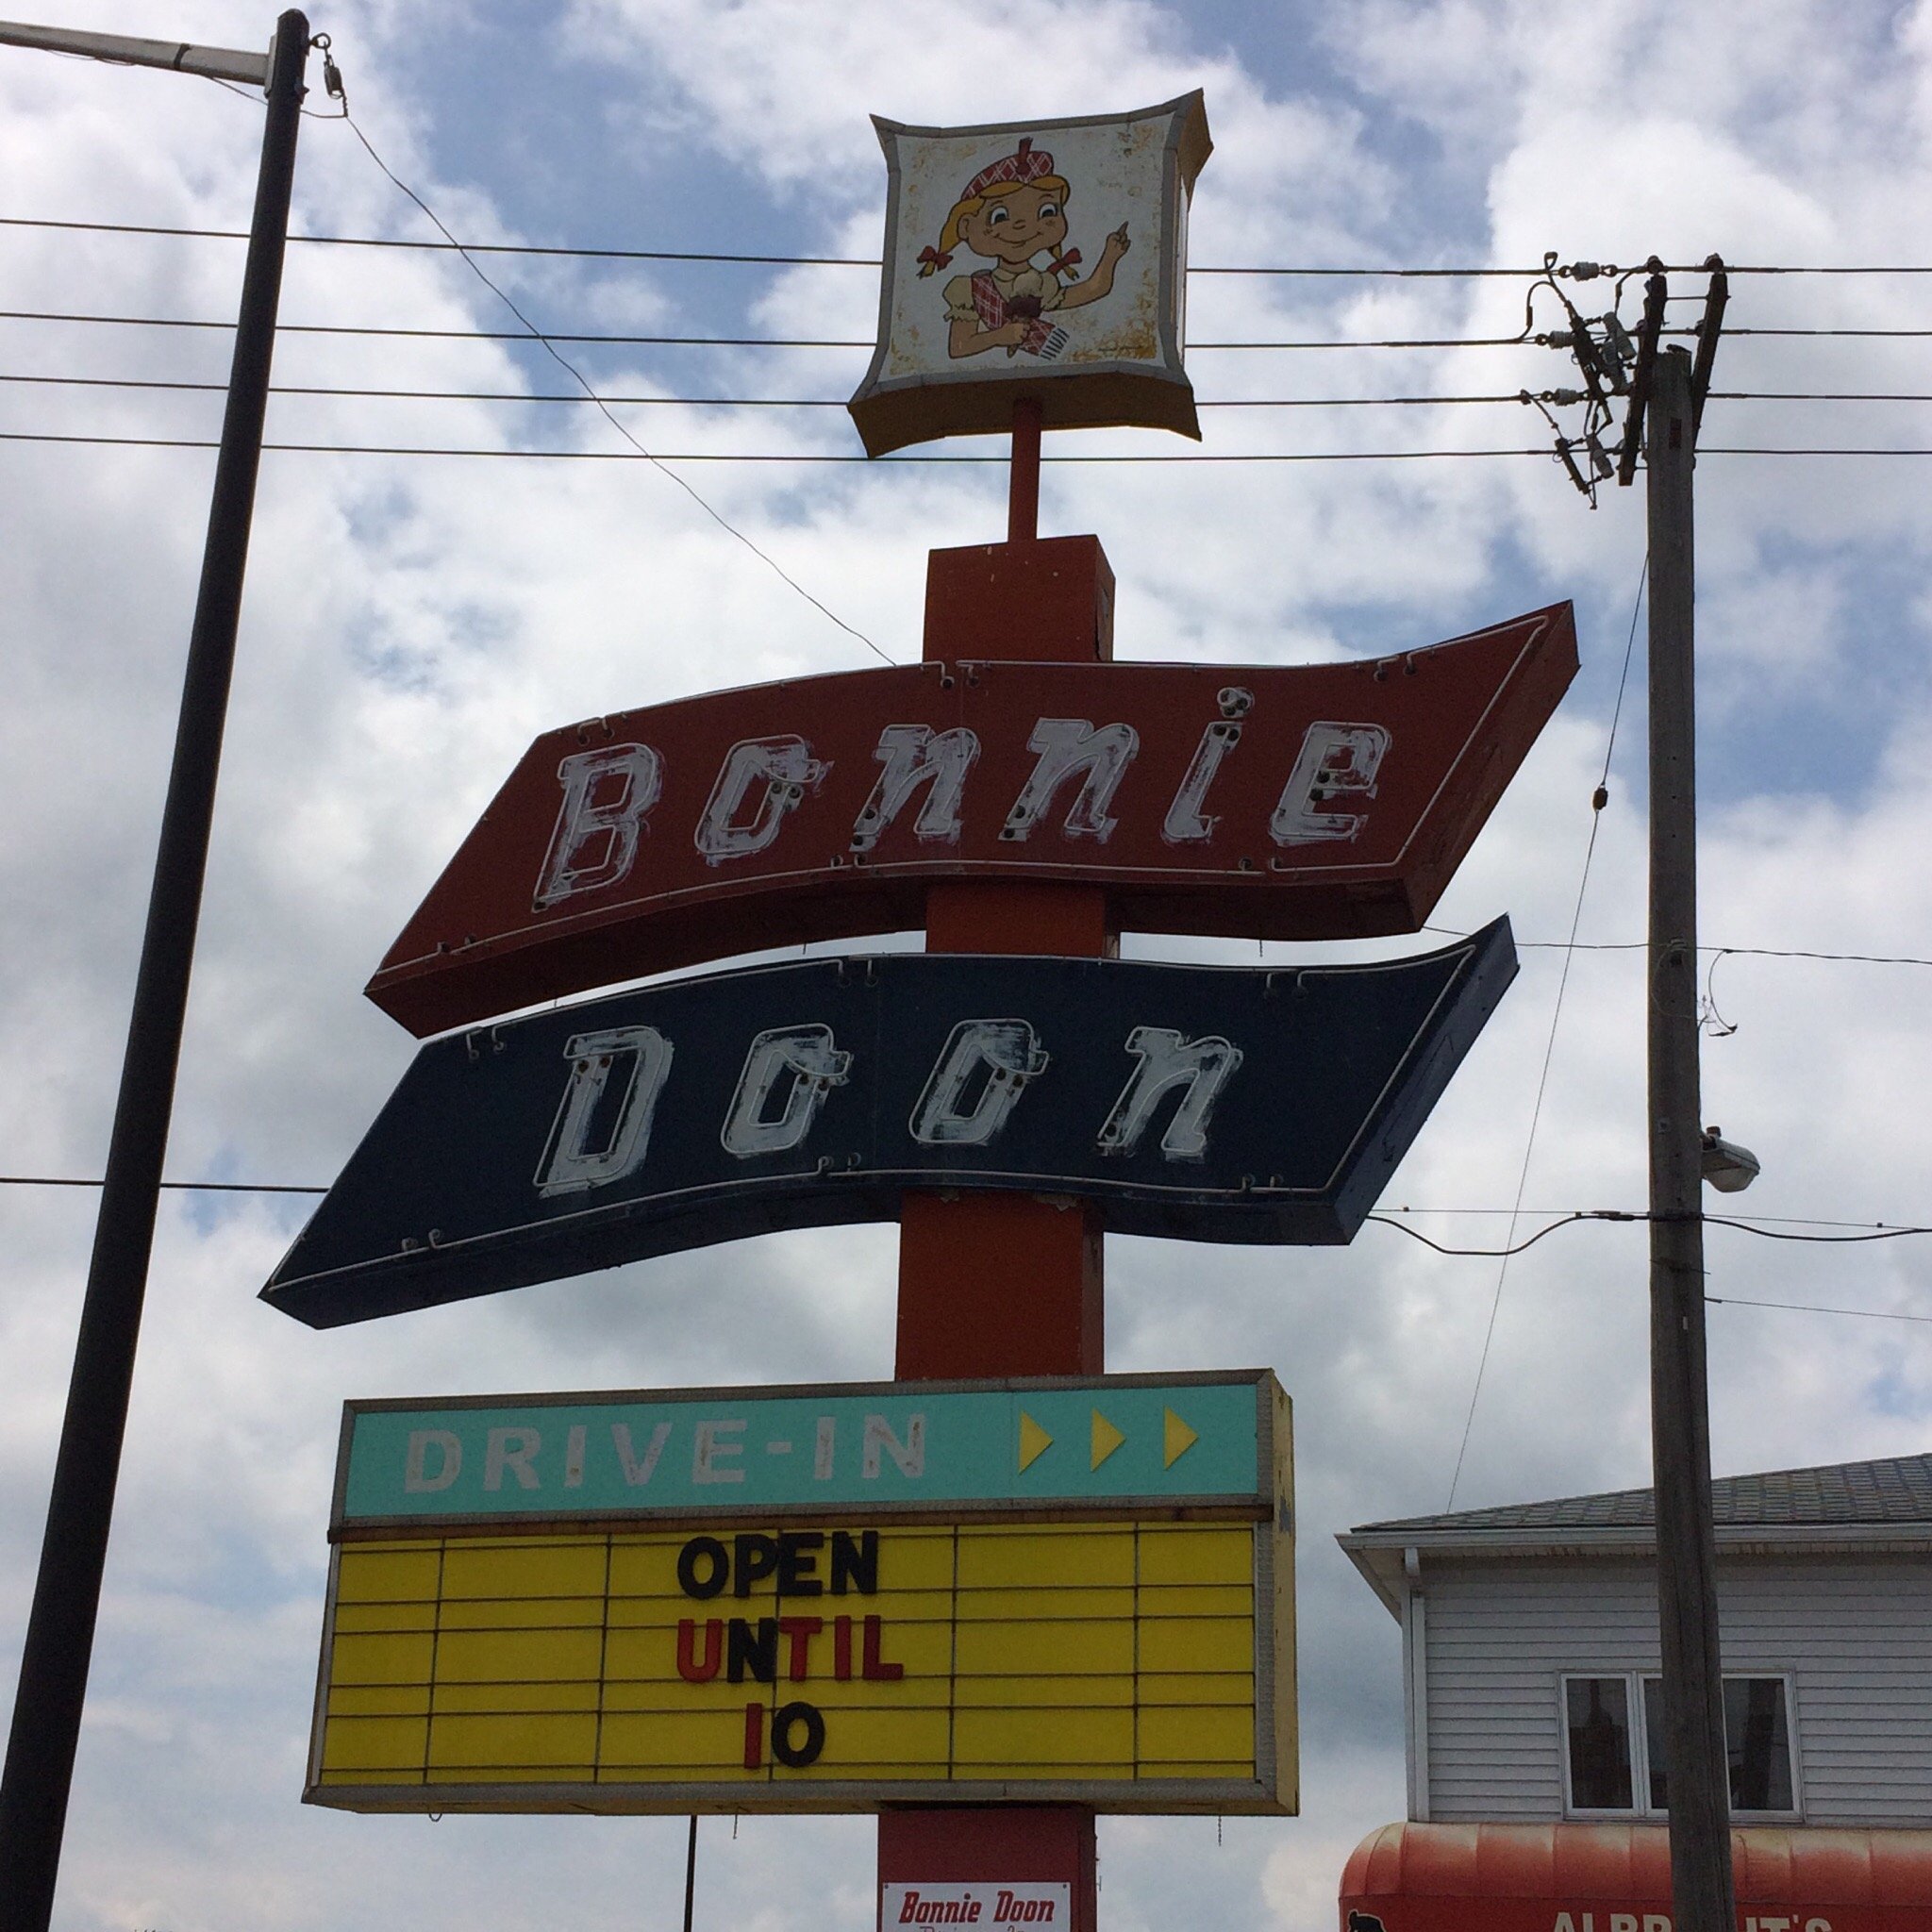 Bonnie
Doon
DRIVE-IN
OPEN
UNTIL
10
Bonnie Doon